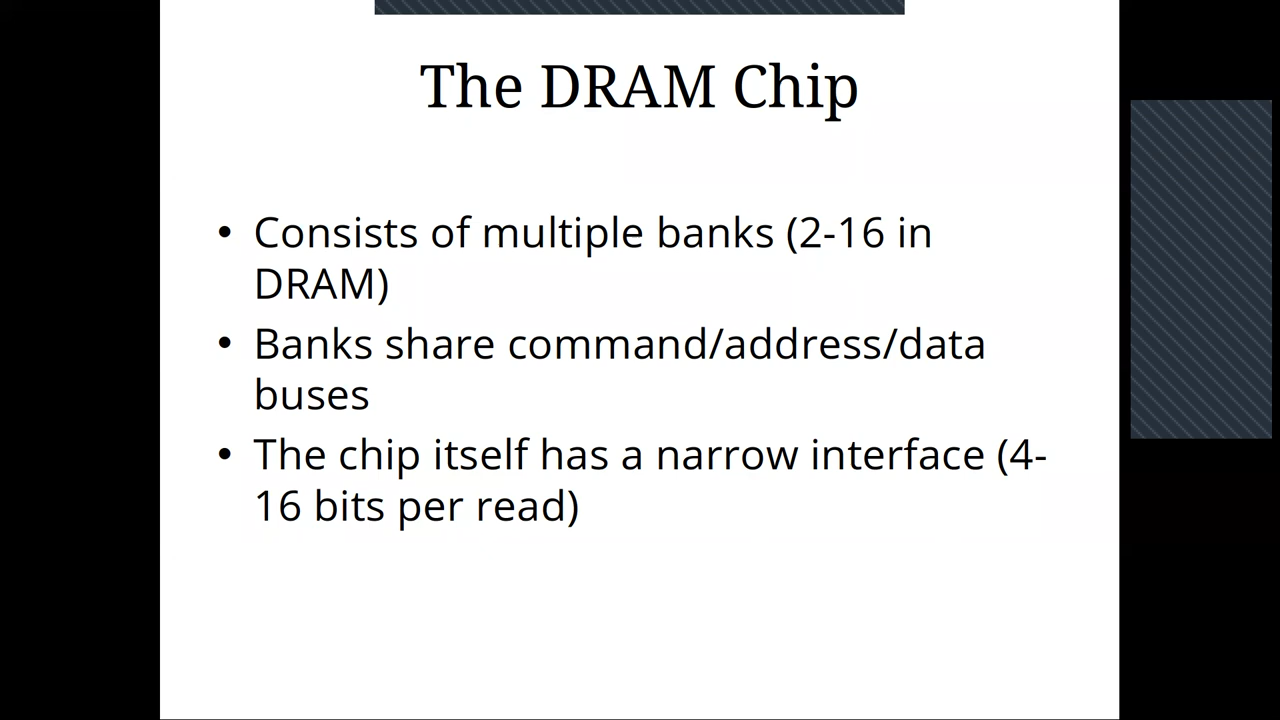 The DRAM Chip
• Consists of multiple banks (2-16 in
DRAM)
• Banks share command/address/data
buses
• The chip itself has a narrow interface (4-
16 bits per read)